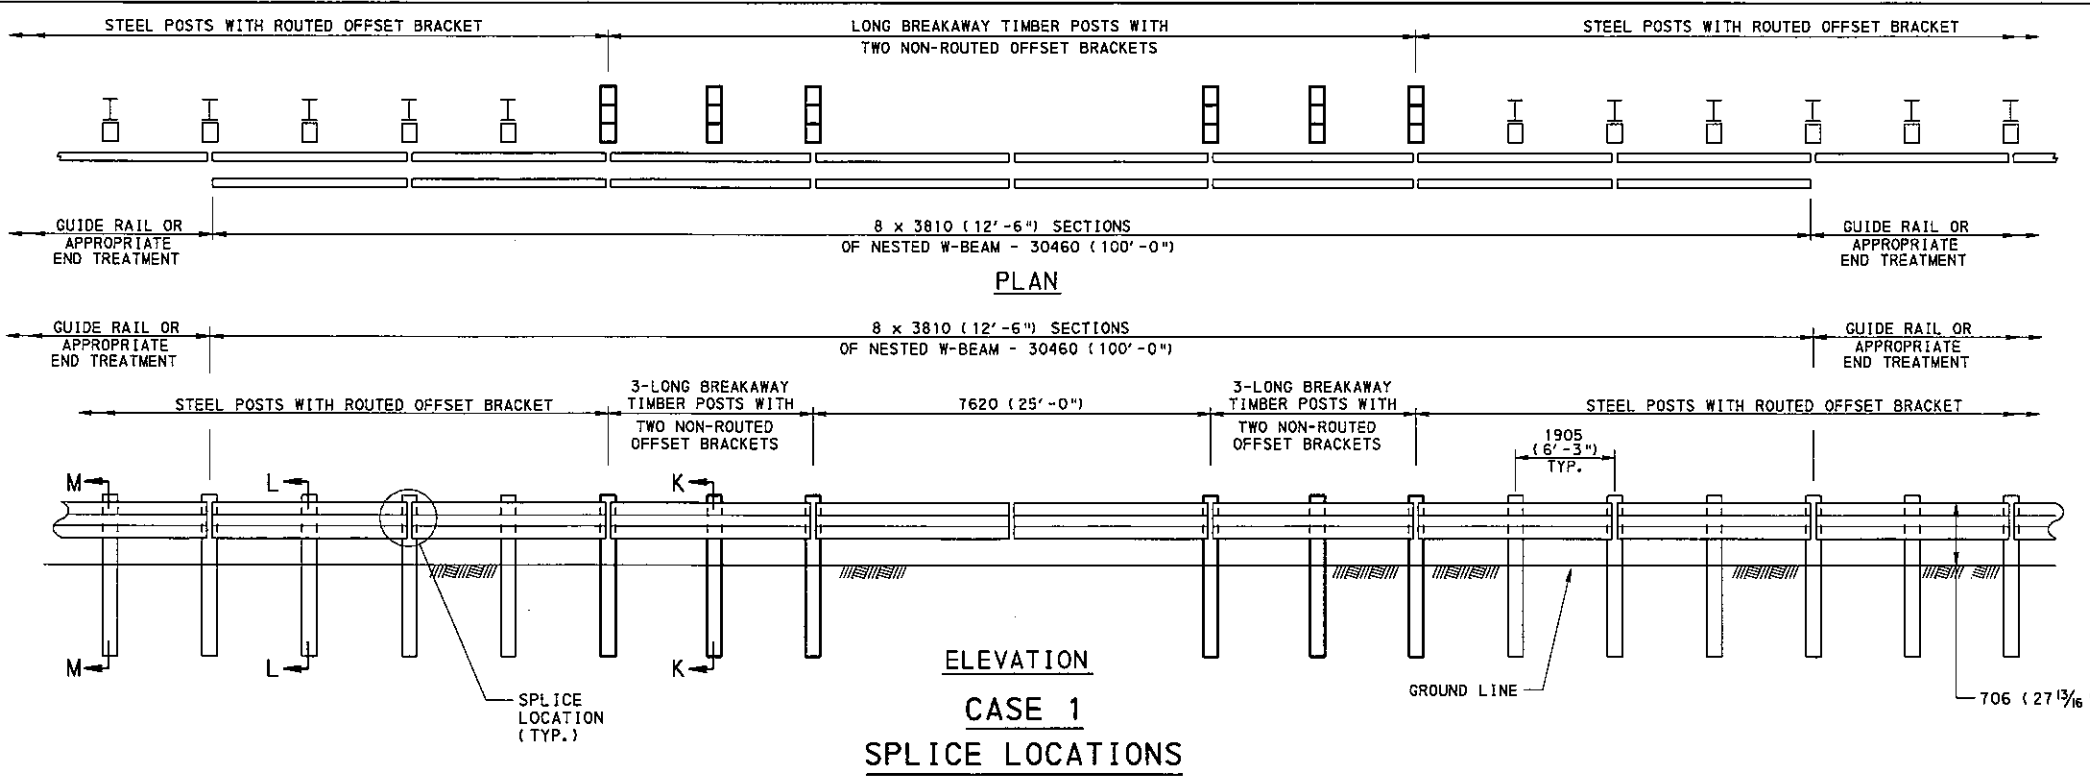 STEEL POSTS WITH ROUTED OFFSET BRACKET
LONG BREAKAWAY TIMBER POSTS WITH
TWO NON-ROUTED OFFSET BRACKETS
STEEL POSTS WITH ROUTED OFFSET BRACKET
GUIDE RAIL OR
APPROPRIATE
END TREATMENT
8 x 3810 (12'-6") SECTIONS
OF NESTED W-BEAM - 30460 (100'-0")
GUIDE RAIL OR
APPROPRIATE
END TREATMENT
PLAN
GUIDE RAIL OR
APPROPRIATE
END TREATMENT
8 x 3810 (12'-6") SECTIONS
OF NESTED W-BEAM - 30460 (100'-0")
GUIDE RAIL OR
APPROPRIATE
END TREATMENT
STEEL POSTS WITH ROUTED OFFSET BRACKET
3-LONG BREAKAWAY
TIMBER POSTS WITH
TWO NON-ROUTED
OFFSET BRACKETS
7620 (25'-0")
3-LONG BREAKAWAY
TIMBER POSTS WITH
TWO NON-ROUTED
OFFSET BRACKETS
STEEL POSTS WITH ROUTED OFFSET BRACKET
1905
(6'-3")
TYP.
M
L
K
M
L
K
SPLICE
LOCATION
(TYP.)
GROUND LINE
706 (27 13/16
ELEVATION
CASE 1
SPLICE LOCATIONS